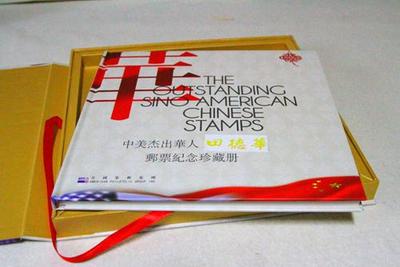 華
THE
OUTSTANDING
SINO-AMERICAN
CHINESE
STAMPS
中美杰出華人 田德華
郵票紀念珍藏册